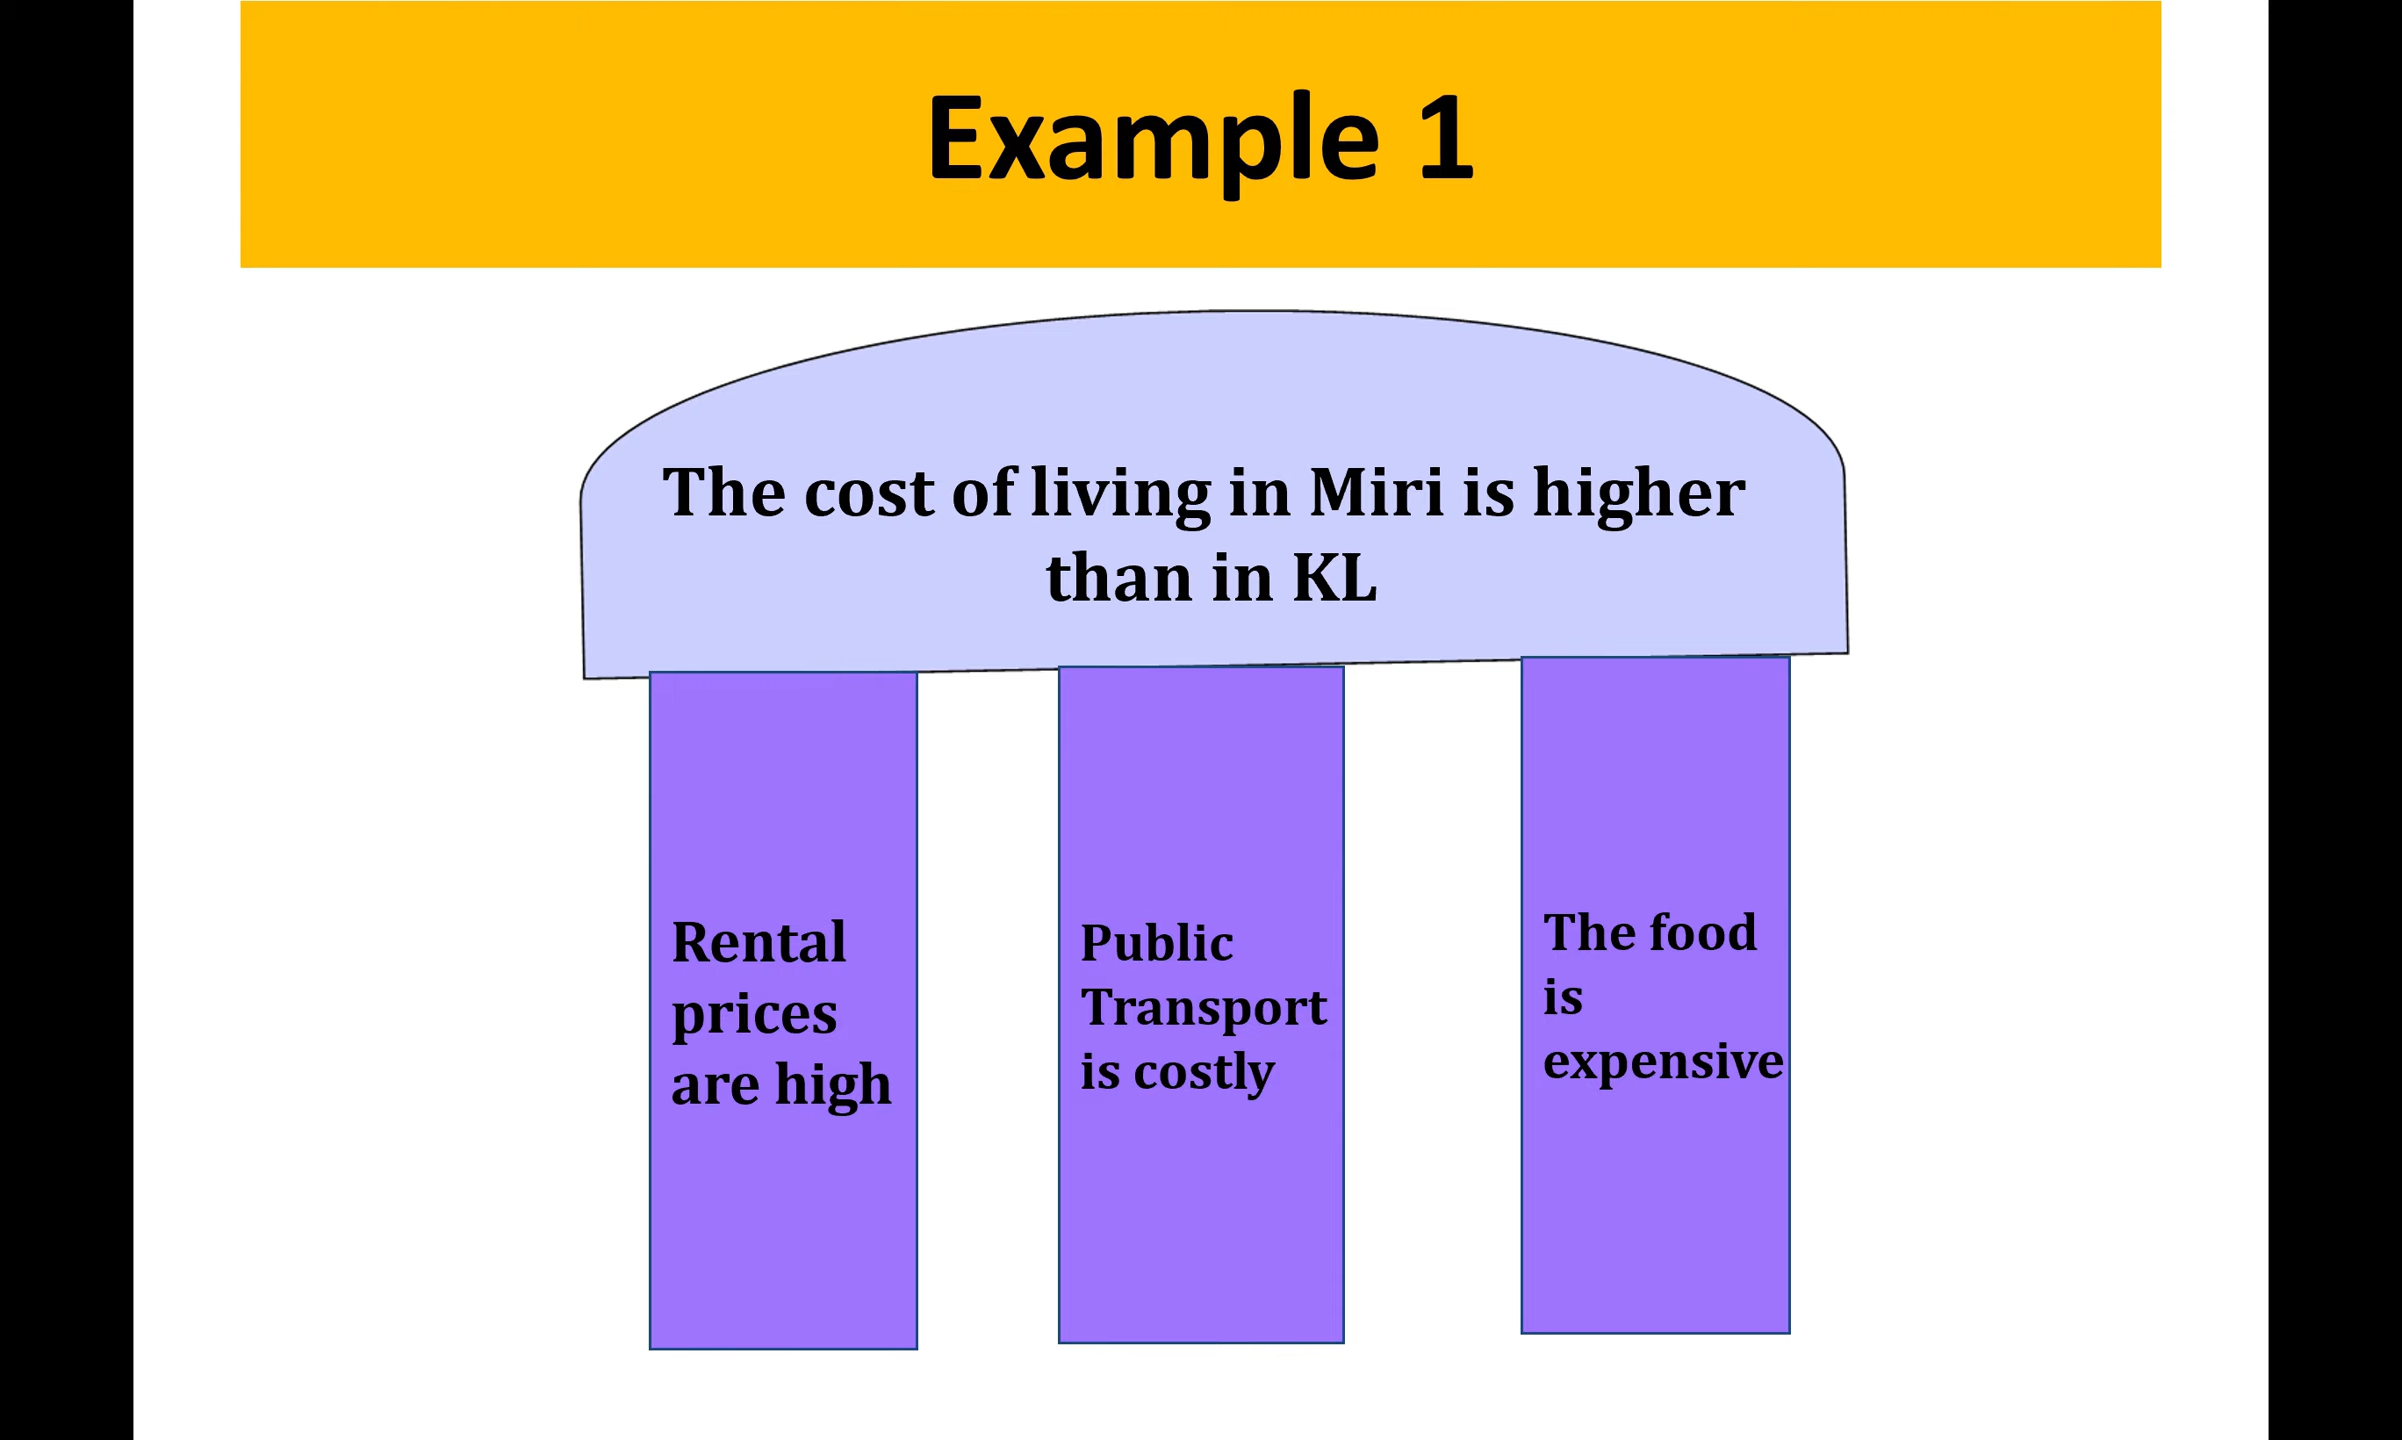 Example 1
The cost of living in Miri is higher
than in KL
Rental
prices
are high
Public
Transport
is costly
The food
is
expensive